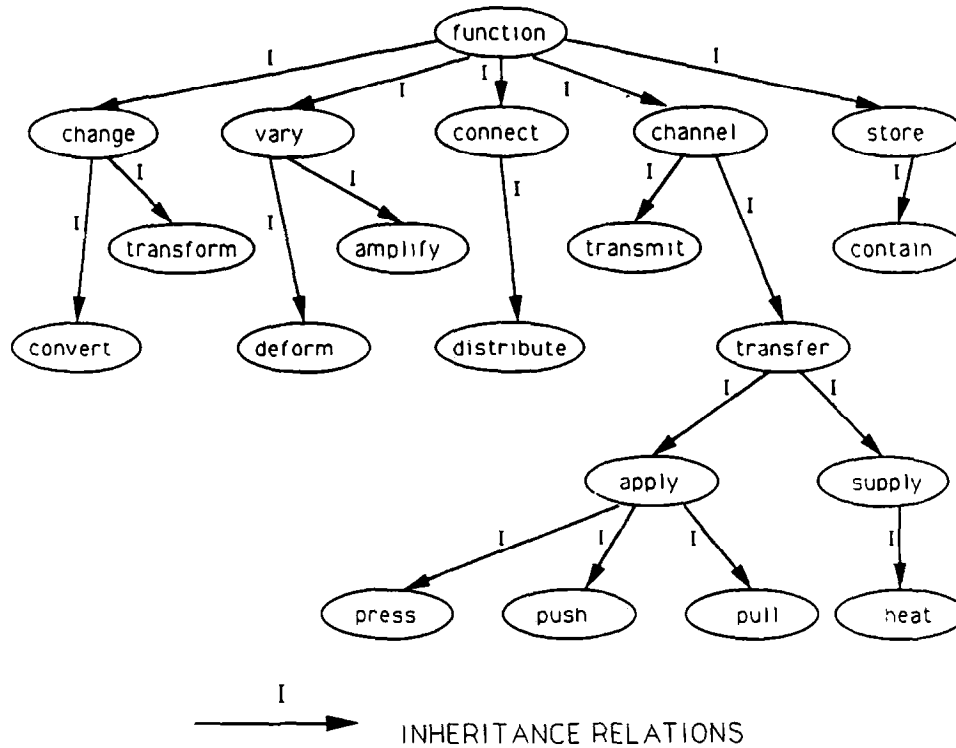 function
I I I I I
change vary connect channel store
I I I I I
I I I I
transform amplify transmit contain
convert deform distribute transfer
I I
apply supply
I I I I
press push pull heat
I
INHERITANCE RELATIONS